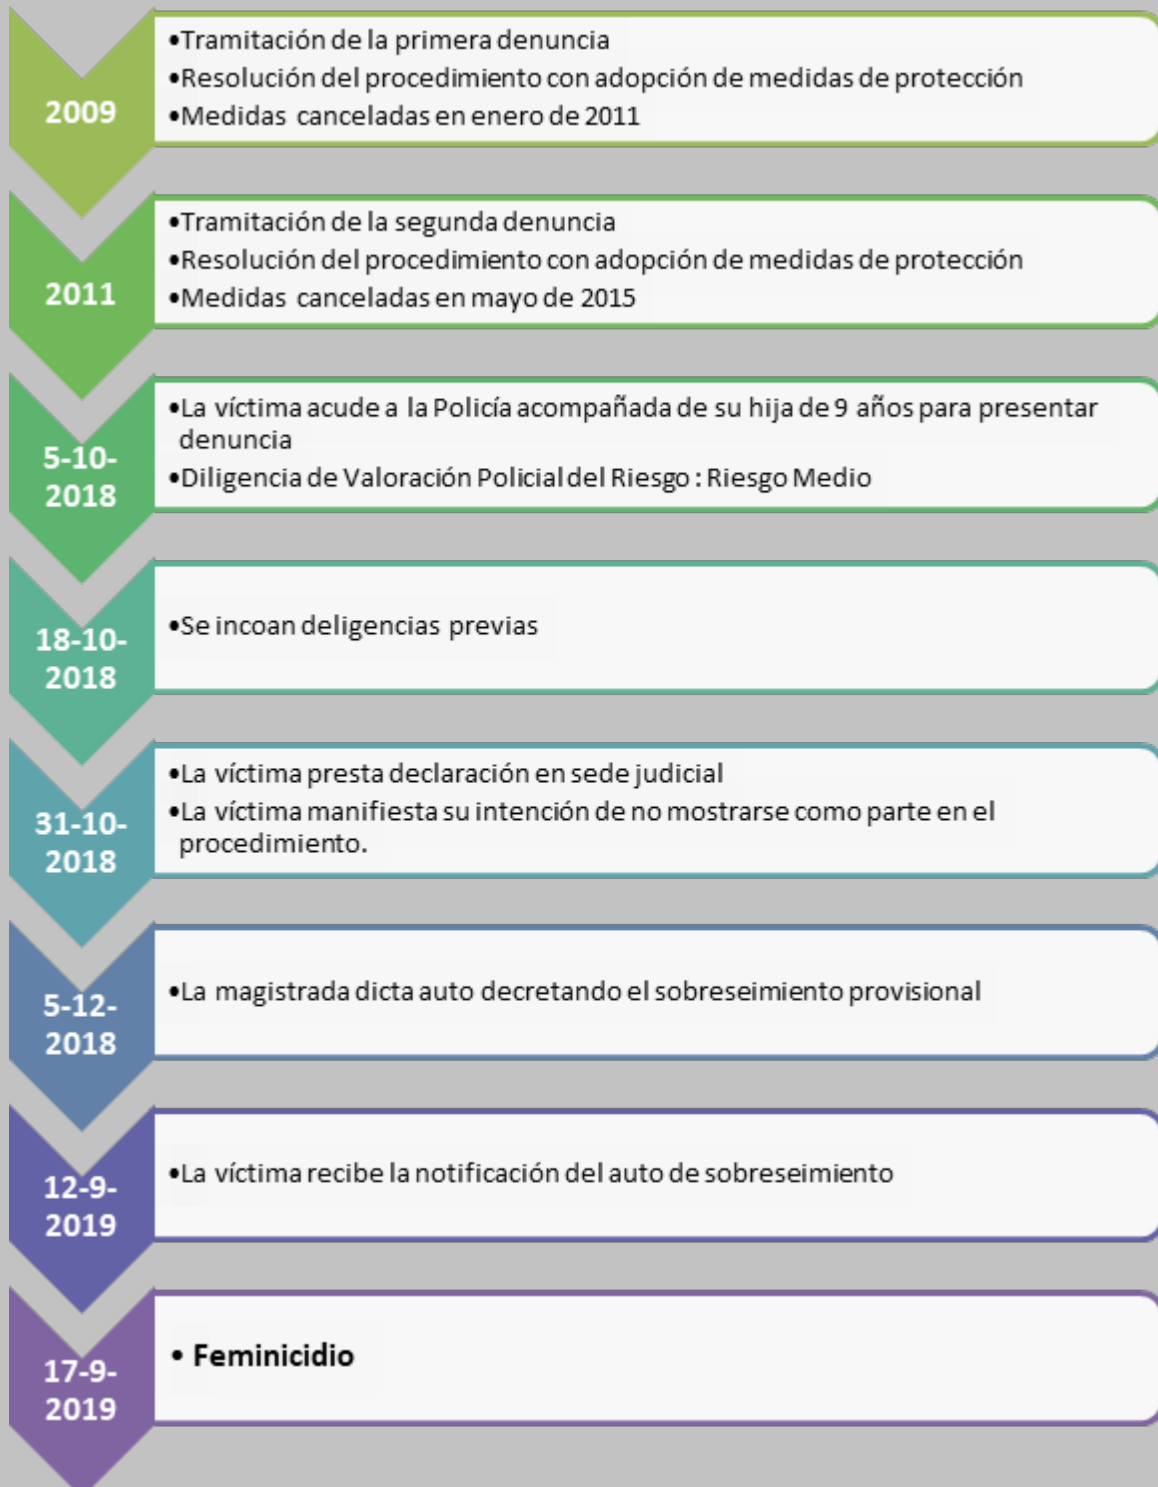 2009
•Tramitación de la primera denuncia
•Resolución del procedimiento con adopción de medidas de protección
•Medidas canceladas en enero de 2011
2011
•Tramitación de la segunda denuncia
•Resolución del procedimiento con adopción de medidas de protección
•Medidas canceladas en mayo de 2015
5-10-
2018
•La víctima acude a la Policía acompañada de su hija de 9 años para presentar
denuncia
•Diligencia de Valoración Policial del Riesgo : Riesgo Medio
18-10-
2018
•Se incoan deligencias previas
31-10-
2018
•La víctima presta declaración en sede judicial
•La víctima manifiesta su intención de no mostrarse como parte en el
procedimiento.
5-12-
2018
•La magistrada dicta auto decretando el sobreseimiento provisional
12-9-
2019
•La víctima recibe la notificación del auto de sobreseimiento
17-9-
2019
• Feminicidio